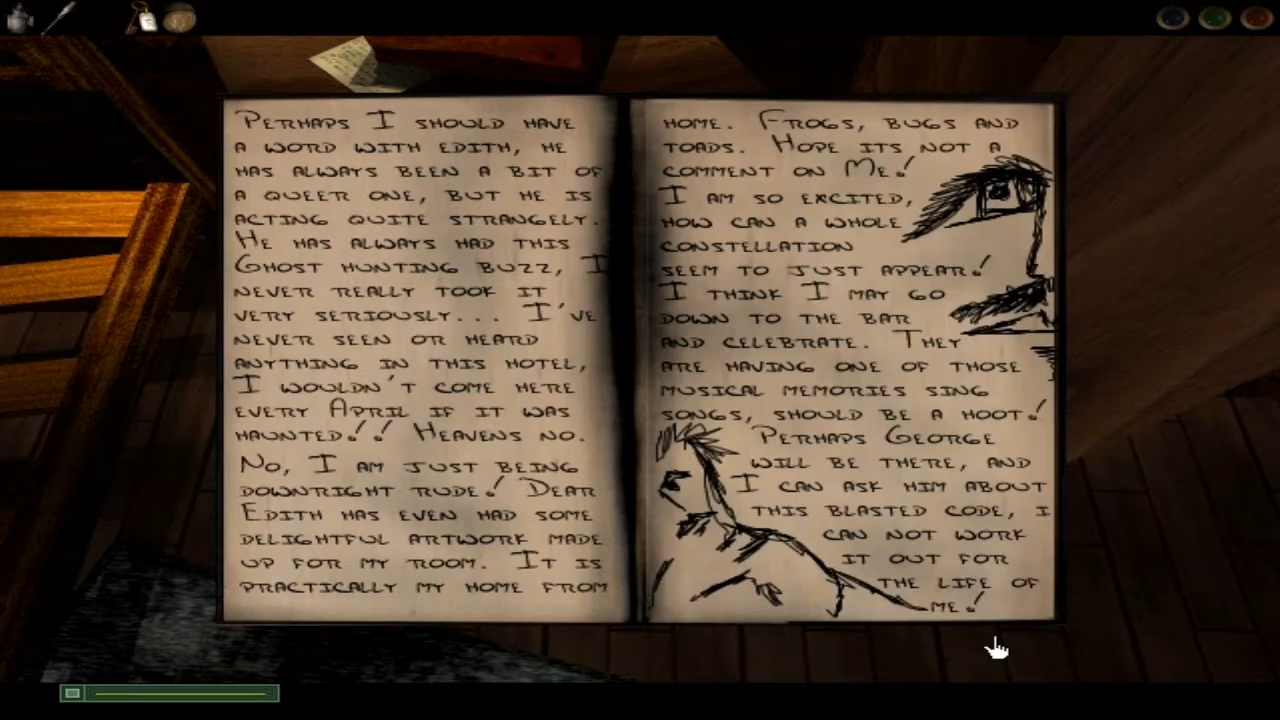 Perhaps I should have
a word with Edith, he
has always been a bit of
a queer one, but he is
acting quite strangely.
He has always had this
Ghost hunting buzz, I
never really took it
very seriously... I've
never seen or heard
anything in this hotel,
I wouldn't come here
every April if it was
haunted!! Heavens no.
No, I am just being
downright rude! Dear
Edith has even had some
delightful artwork made
up for my room. It is
practically my home from
home. Frogs, bugs and
toads. Hope its not a
comment on Me!
I am so excited,
how can a whole
constellation
seem to just appear!
I think I may go
down to the bar
and celebrate. They
are having one of those
musical memories sing
songs, should be a hoot!
Perhaps George
will be there, and
I can ask him about
this blasted code, i
can not work
it out for
the life of
me!